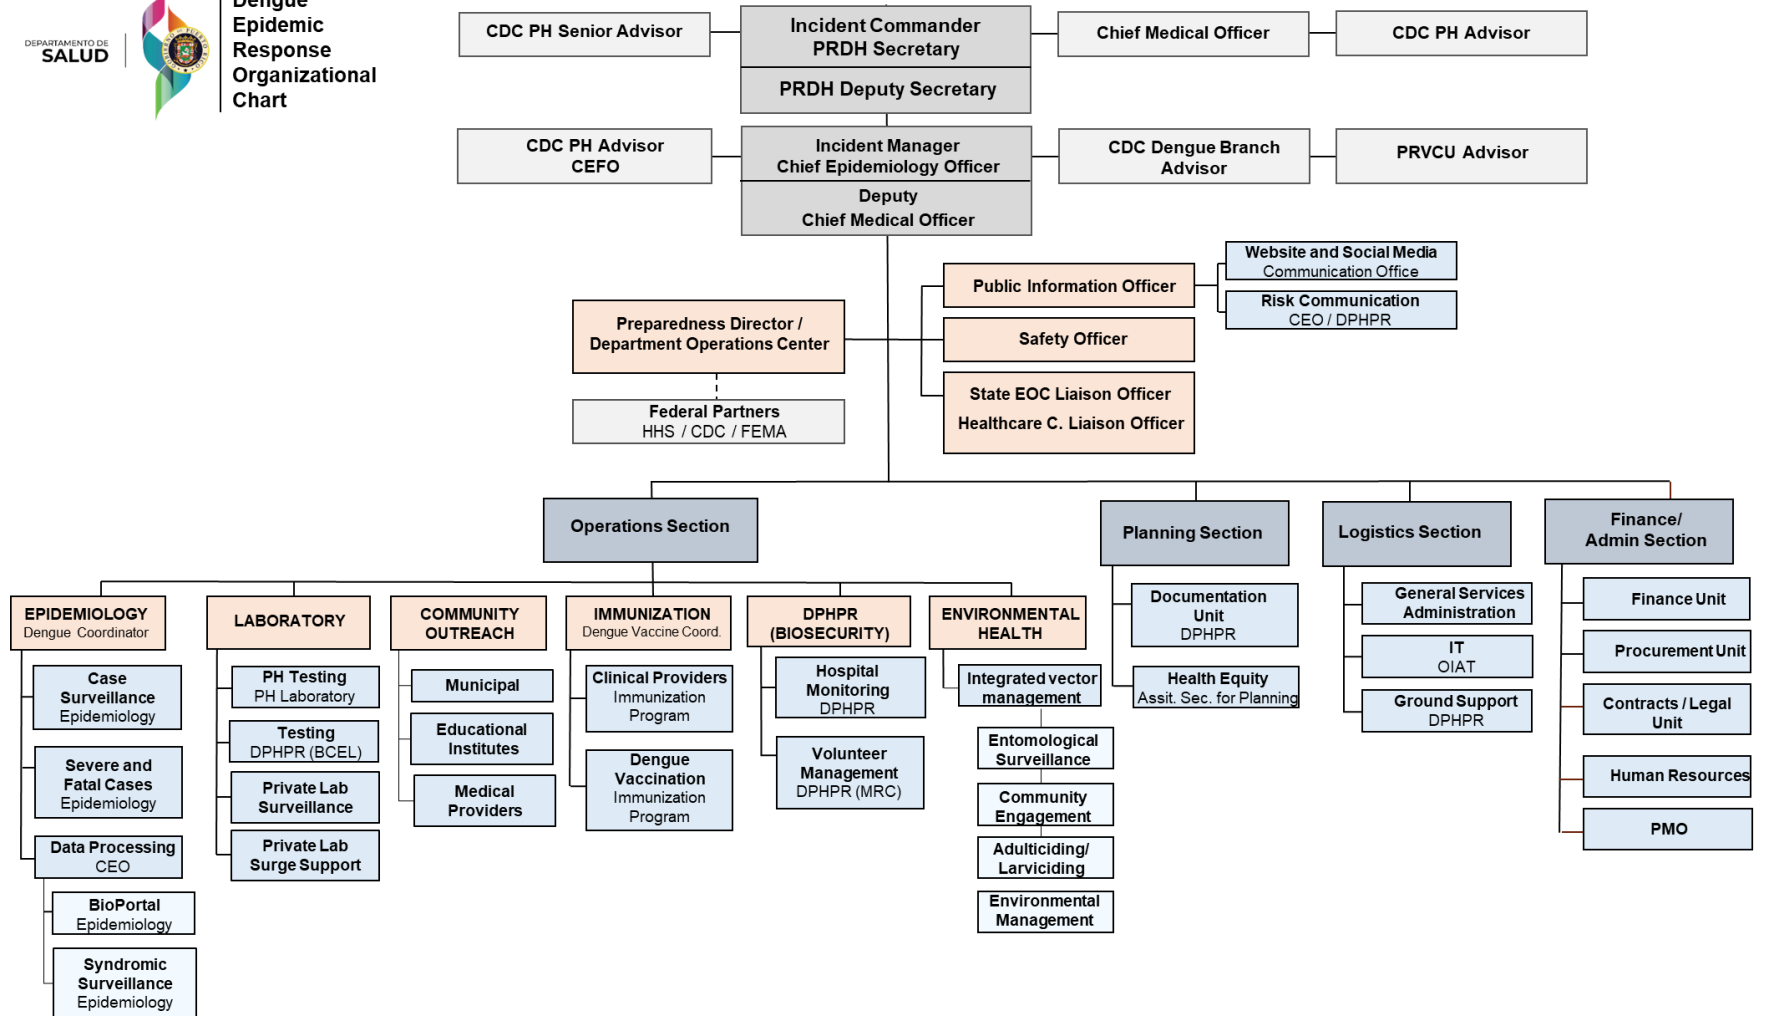 Dengue
Epidemic
Response
Organizational
Chart
DEPARTAMENTO DE
SALUD
CDC PH Senior Advisor
Incident Commander
PRDH Secretary
PRDH Deputy Secretary
Chief Medical Officer
CDC PH Advisor
CDC PH Advisor
CEFO
Incident Manager
Chief Epidemiology Officer
Deputy
Chief Medical Officer
CDC Dengue Branch
Advisor
PRVCU Advisor
Public Information Officer
Website and Social Media
Communication Office
Risk Communication
CEO / DPHPR
Preparedness Director /
Department Operations Center
Safety Officer
State EOC Liaison Officer
Healthcare C. Liaison Officer
Federal Partners
HHS / CDC / FEMA
Operations Section
Planning Section
Logistics Section
Finance/
Admin Section
EPIDEMIOLOGY
Dengue Coordinator
Case
Surveillance
Epidemiology
Severe and
Fatal Cases
Epidemiology
Data Processing
CEO
BioPortal
Epidemiology
Syndromic
Surveillance
Epidemiology
LABORATORY
PH Testing
PH Laboratory
Testing
DPHPR (BCEL)
Private Lab
Surveillance
Private Lab
Surge Support
COMMUNITY
OUTREACH
Municipal
Educational
Institutes
Medical
Providers
IMMUNIZATION
Dengue Vaccine Coord.
Clinical Providers
Immunization
Program
Dengue
Vaccination
Immunization
Program
DPHPR
(BIOSECURITY)
Hospital
Monitoring
DPHPR
Volunteer
Management
DPHPR (MRC)
ENVIRONMENTAL
HEALTH
Integrated vector
management
Entomological
Surveillance
Community
Engagement
Adulticiding/
Larviciding
Environmental
Management
Documentation
Unit
DPHPR
Health Equity
Assit. Sec. for Planning
General Services
Administration
IT
OIAT
Ground Support
DPHPR
Finance Unit
Procurement Unit
Contracts / Legal
Unit
Human Resources
PMO